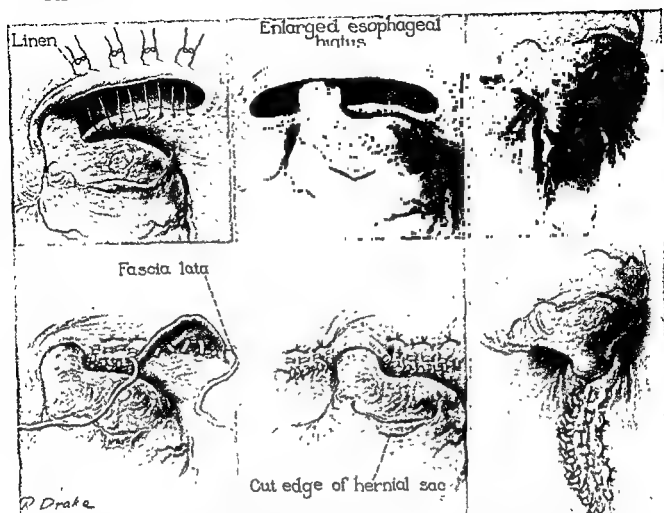 Linen
Enlarged esophageal
hiatus
Fascia lata
Cut edge of hernial sac
R Drake